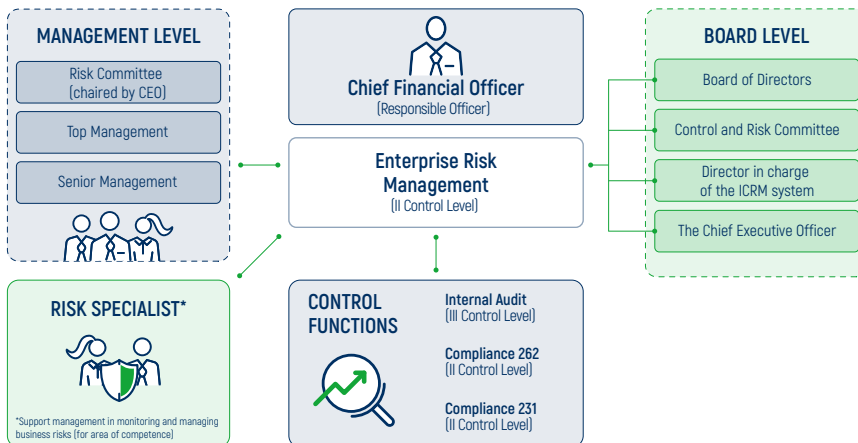 MANAGEMENT LEVEL
Risk Committee
(chaired by CEO)
Top Management
Senior Management
Chief Financial Officer
(Responsible Officer)
Enterprise Risk
Management
(II Control Level)
BOARD LEVEL
Board of Directors
Control and Risk Committee
Director in charge
of the ICRM system
The Chief Executive Officer
RISK SPECIALIST*
*Support management in monitoring and managing
business risks (for area of competence)
CONTROL
FUNCTIONS
Internal Audit
(III Control Level)
Compliance 262
(II Control Level)
Compliance 231
(II Control Level)